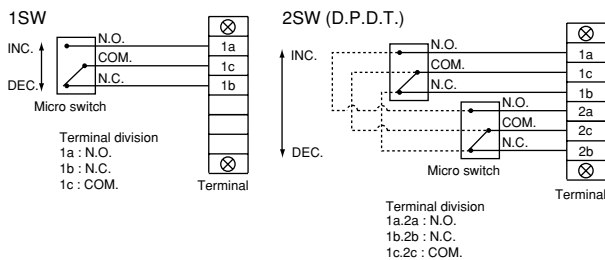 1SW
INC.
DEC.
N.O.
COM.
N.C.
1a
1c
1b
Micro switch
Terminal division
1a : N.O.
1b : N.C.
1c : COM.
Terminal
2SW (D.P.D.T.)
INC.
DEC.
N.O.
COM.
N.C.
N.O.
COM.
N.C.
1a
1c
1b
2a
2c
2b
Micro switch
Terminal
Terminal division
1a.2a : N.O.
1b.2b : N.C.
1c.2c : COM.